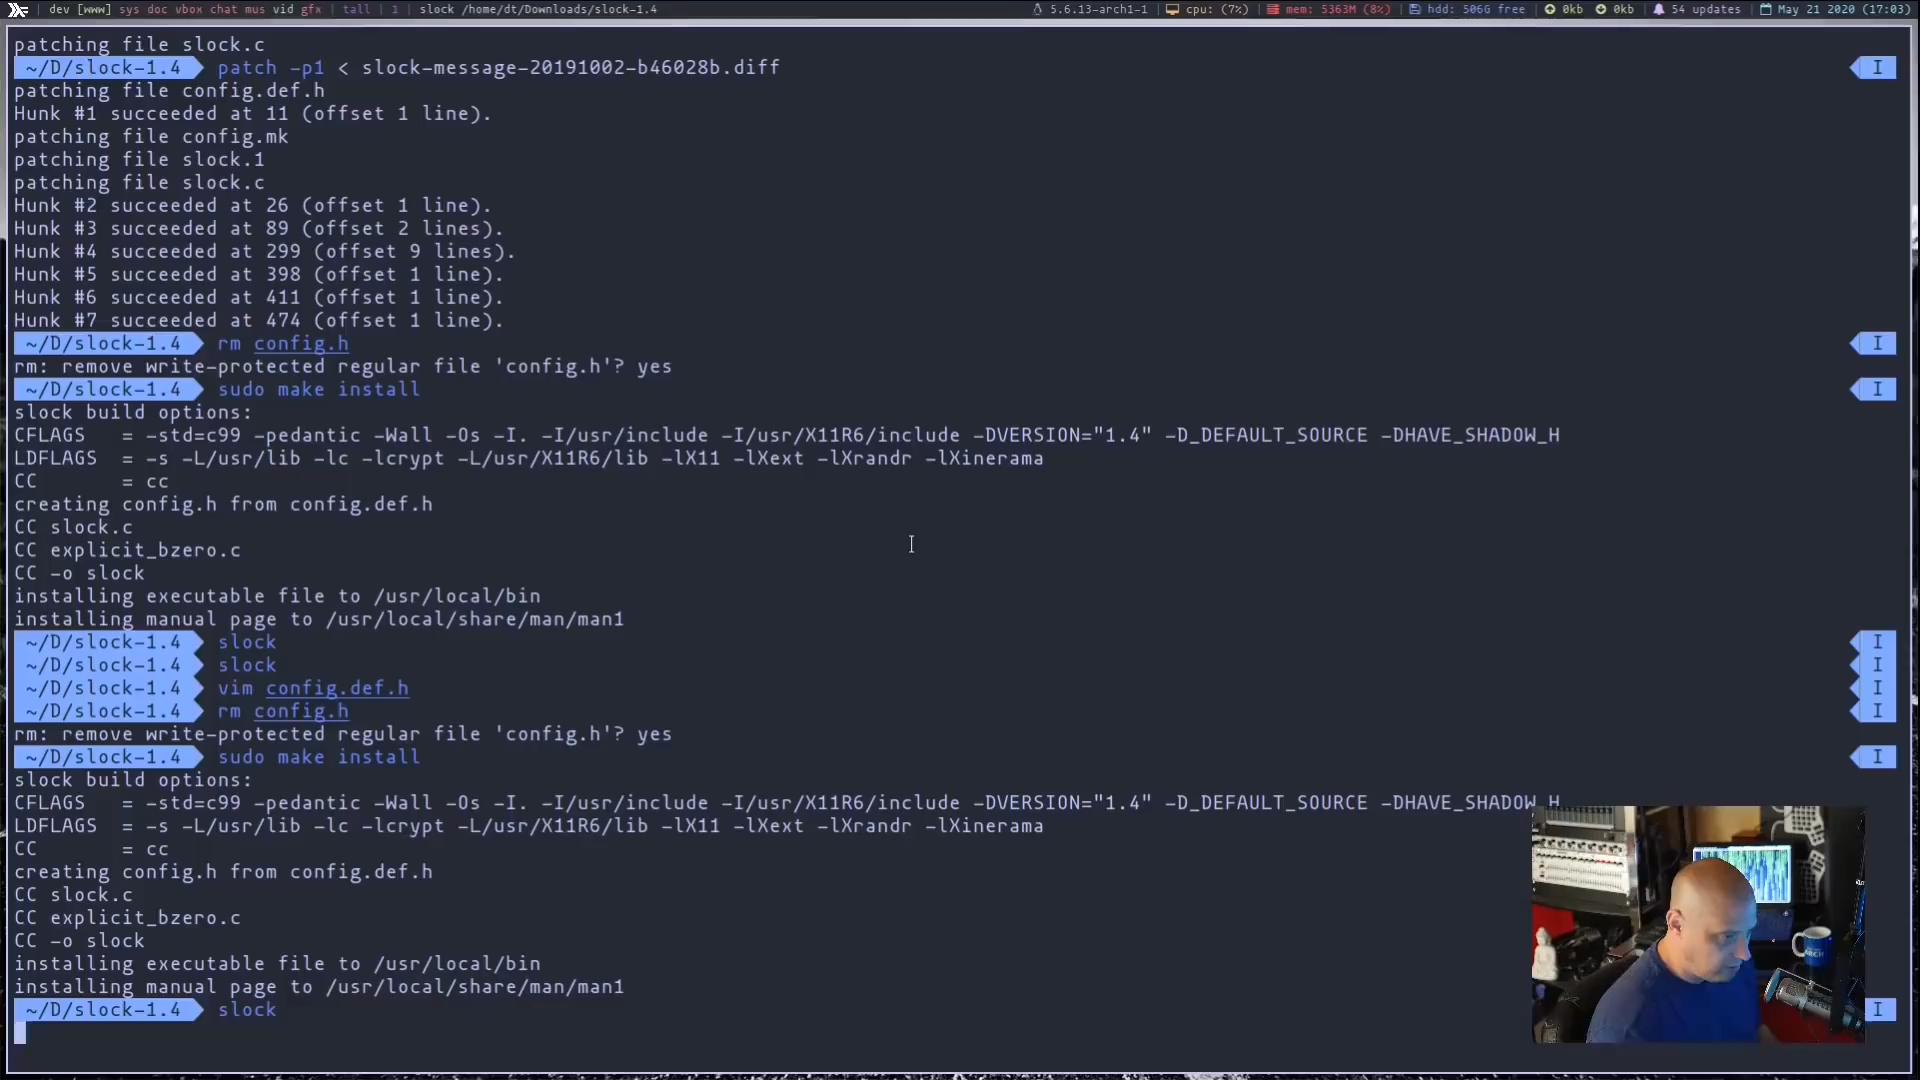 dev [www] sys doc vbox chat mus vid gfx | tall | 1 | slock /home/dt/Downloads/slock-1.4 5.6.13-arch1-1 | cpu: (7%) | mem: 5363M (8%) | hdd: 506G free | 0kb 0kb | 54 updates | May 21 2020 (17:03)
patching file slock.c
~/D/slock-1.4 patch -p1 < slock-message-20191002-b46028b.diff I
patching file config.def.h
Hunk #1 succeeded at 11 (offset 1 line).
patching file config.mk
patching file slock.1
patching file slock.c
Hunk #2 succeeded at 26 (offset 1 line).
Hunk #3 succeeded at 89 (offset 2 lines).
Hunk #4 succeeded at 299 (offset 9 lines).
Hunk #5 succeeded at 398 (offset 1 line).
Hunk #6 succeeded at 411 (offset 1 line).
Hunk #7 succeeded at 474 (offset 1 line).
~/D/slock-1.4 rm config.h I
rm: remove write-protected regular file 'config.h'? yes
~/D/slock-1.4 sudo make install I
slock build options:
CFLAGS = -std=c99 -pedantic -Wall -Os -I. -I/usr/include -I/usr/X11R6/include -DVERSION="1.4" -D_DEFAULT_SOURCE -DHAVE_SHADOW_H
LDFLAGS = -s -L/usr/lib -lc -lcrypt -L/usr/X11R6/lib -lX11 -lXext -lXrandr -lXinerama
CC = cc
creating config.h from config.def.h
CC slock.c
CC explicit_bzero.c
CC -o slock
installing executable file to /usr/local/bin
installing manual page to /usr/local/share/man/man1
~/D/slock-1.4 slock I
~/D/slock-1.4 slock I
~/D/slock-1.4 vim config.def.h I
~/D/slock-1.4 rm config.h I
rm: remove write-protected regular file 'config.h'? yes
~/D/slock-1.4 sudo make install I
slock build options:
CFLAGS = -std=c99 -pedantic -Wall -Os -I. -I/usr/include -I/usr/X11R6/include -DVERSION="1.4" -D_DEFAULT_SOURCE -DHAVE_SHADOW_H
LDFLAGS = -s -L/usr/lib -lc -lcrypt -L/usr/X11R6/lib -lX11 -lXext -lXrandr -lXinerama
CC = cc
creating config.h from config.def.h
CC slock.c
CC explicit_bzero.c
CC -o slock
installing executable file to /usr/local/bin
installing manual page to /usr/local/share/man/man1
~/D/slock-1.4 slock I
ARCH